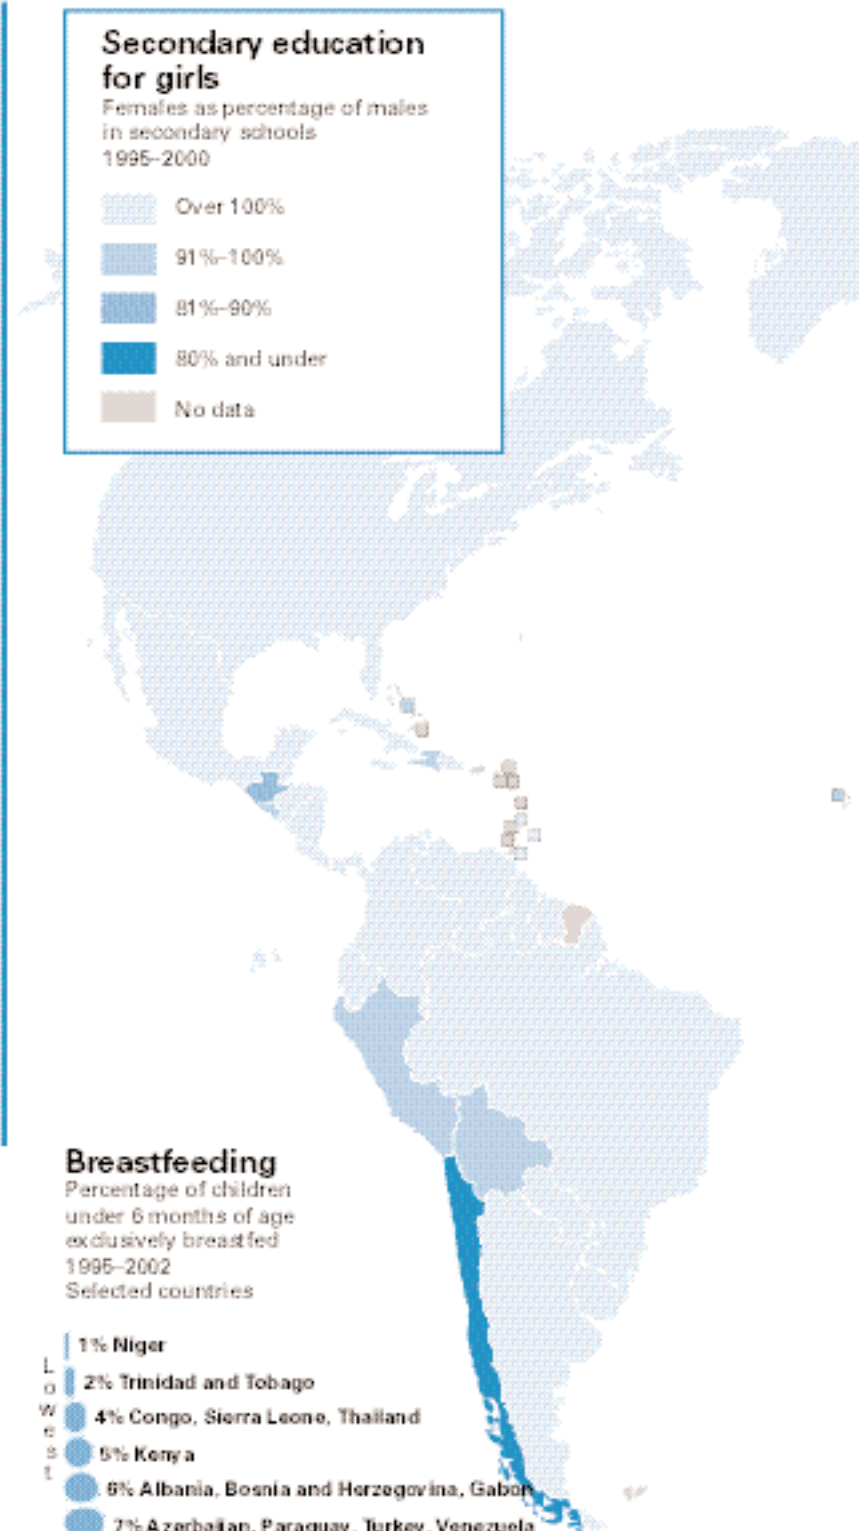 Secondary education
for girls
Females as percentage of males
in secondary schools
1995–2000
Over 100%
91%–100%
81%–90%
80% and under
No data
Breastfeeding
Percentage of children
under 6 months of age
exclusively breastfed
1995–2002
Selected countries
Lowest
1% Niger
2% Trinidad and Tobago
4% Congo, Sierra Leone, Thailand
5% Kenya
6% Albania, Bosnia and Herzegovina, Gabon
7% Azerbaijan, Paraguay, Turkey, Venezuela